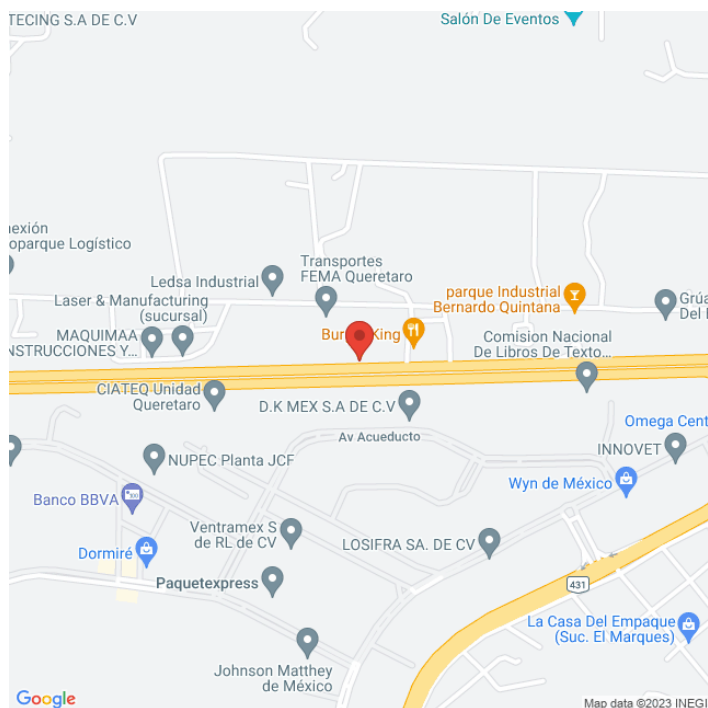 TECING S.A DE C.V
Salón De Eventos
nexión
oparque Logístico
Transportes
FEMA Queretaro
Ledsa Industrial
parque Industrial
Bernardo Quintana
Grúa
Del
Laser & Manufacturing
(sucursal)
King
MAQUIMAA
NSTRUCCIONES Y...
Comision Nacional
De Libros De Texto...
CIATEQ Unidad
Queretaro
D.K MEX S.A DE C.V
Omega Cent
Av Acueducto
INNOVET
NUPEC Planta JCF
Wyn de México
Banco BBVA
Ventramex S
de RL de CV
LOSIFRA SA. DE CV
Dormiré
Paquetexpress
431
La Casa Del Empaque
(Suc. El Marques)
Johnson Matthey
de México
Google
Map data ©2023 INEGI